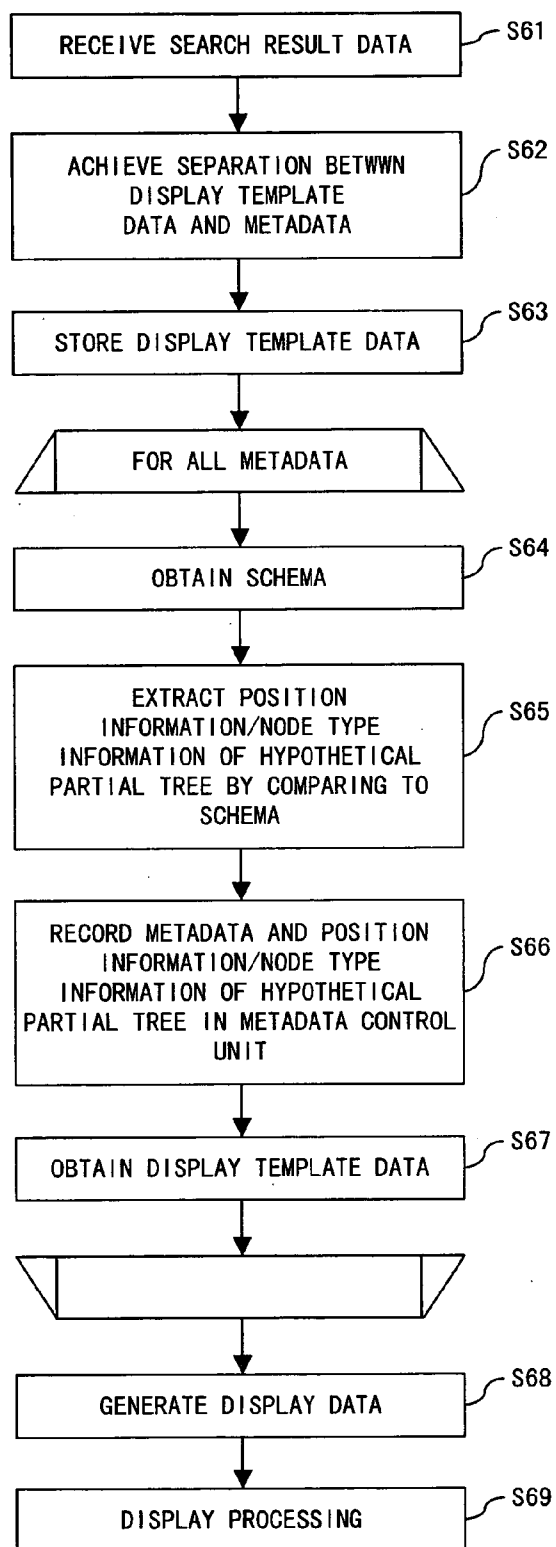 RECEIVE SEARCH RESULT DATA
S61
ACHIEVE SEPARATION BETWWN
DISPLAY TEMPLATE
DATA AND METADATA
S62
STORE DISPLAY TEMPLATE DATA
S63
FOR ALL METADATA
OBTAIN SCHEMA
S64
EXTRACT POSITION
INFORMATION/NODE TYPE
INFORMATION OF HYPOTHETICAL
PARTIAL TREE BY COMPARING TO
SCHEMA
S65
RECORD METADATA AND POSITION
INFORMATION/NODE TYPE
INFORMATION OF HYPOTHETICAL
PARTIAL TREE IN METADATA CONTROL
UNIT
S66
OBTAIN DISPLAY TEMPLATE DATA
S67
GENERATE DISPLAY DATA
S68
DISPLAY PROCESSING
S69